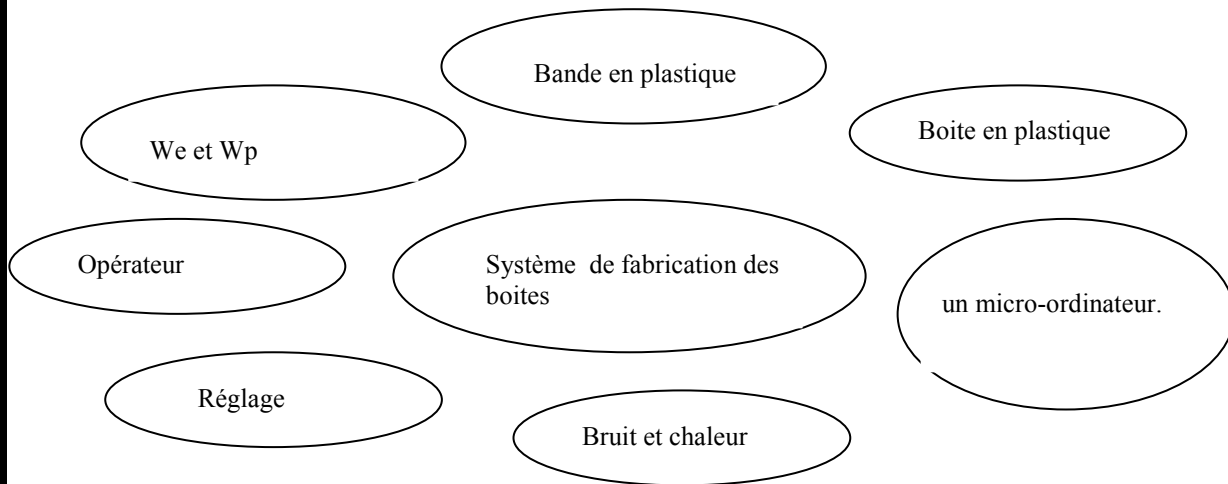 Bande en plastique
Boite en plastique
We et Wp
Opérateur
Système de fabrication des
boites
un micro-ordinateur.
Réglage
Bruit et chaleur